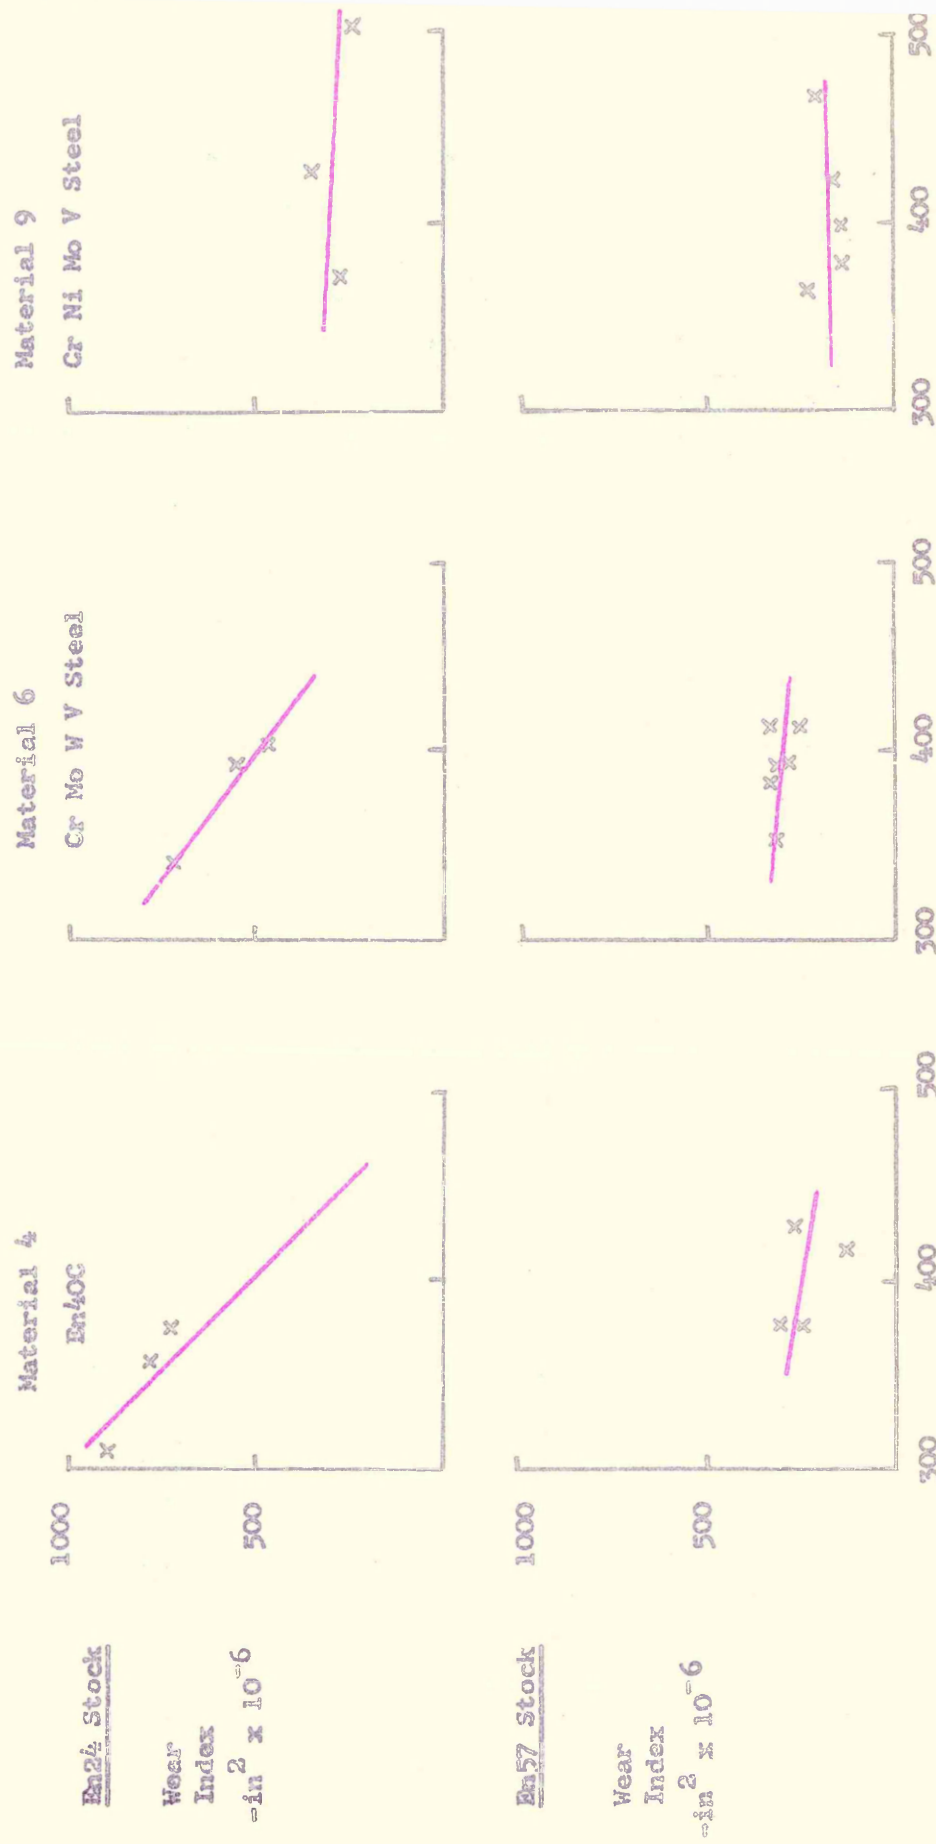 Material 4
En40C
Material 6
Cr Mo W V Steel
Material 9
Cr Ni Mo V Steel
En24 Stock
Wear
Index
-in² x 10⁻⁶
1000
500
En57 Stock
Wear
Index
-in² x 10⁻⁶
1000
500
300 400 500
300 400 500
300 400 500